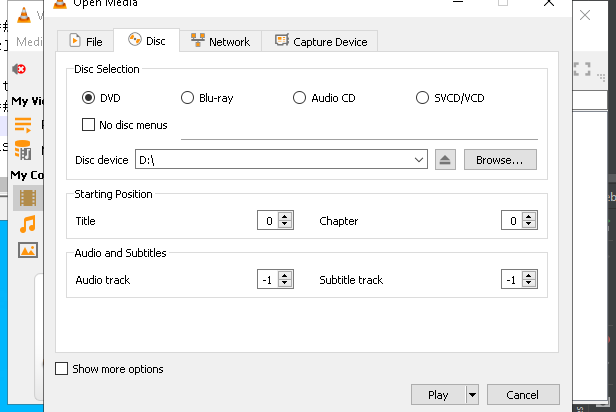 Open Media
Medi
File
Disc
Network
Capture Device
Disc Selection
DVD
Blu-ray
Audio CD
SVCD/VCD
No disc menus
Disc device
D:\
Browse...
Starting Position
Title
0
Chapter
0
Audio and Subtitles
Audio track
-1
Subtitle track
-1
Show more options
Play
Cancel
My Vi
My Co